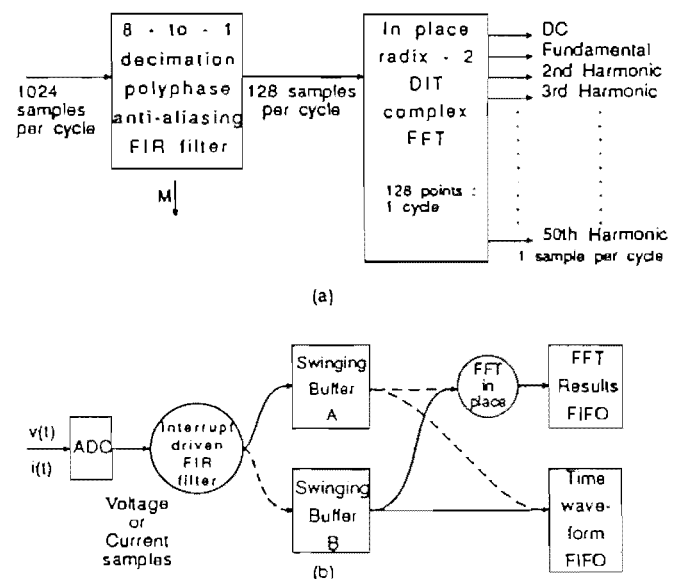 8 - to - 1
decimation
polyphase
anti-aliasing
FIR filter
1024
samples
per cycle
128 samples
per cycle
M
In place
radix - 2
DIT
complex
FFT
128 points :
1 cycle
DC
Fundamental
2nd Harmonic
3rd Harmonic
50th Harmonic
1 sample per cycle
(a)
v(t)
i(t)
ADC
Interrupt
driven
FIR
filter
Voltage
or
Current
samples
Swinging
Buffer
A
Swinging
Buffer
B
FFT
in
place
FFT
Results
FIFO
Time
wave-
form
FIFO
(b)